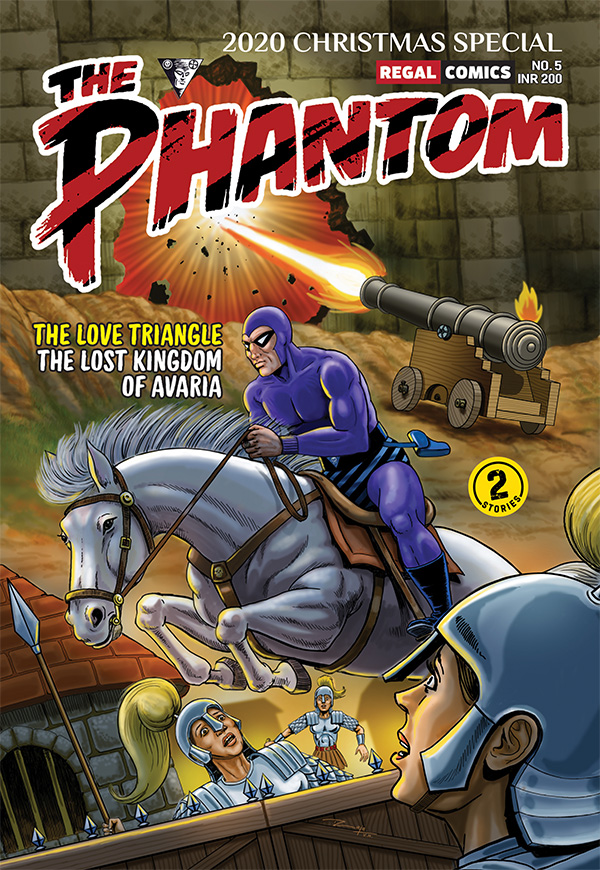 2020 CHRISTMAS SPECIAL
REGAL COMICS
NO. 5
INR 200
THE
PHANTOM
THE LOVE TRIANGLE
THE LOST KINGDOM
OF AVARIA
2
STORIES